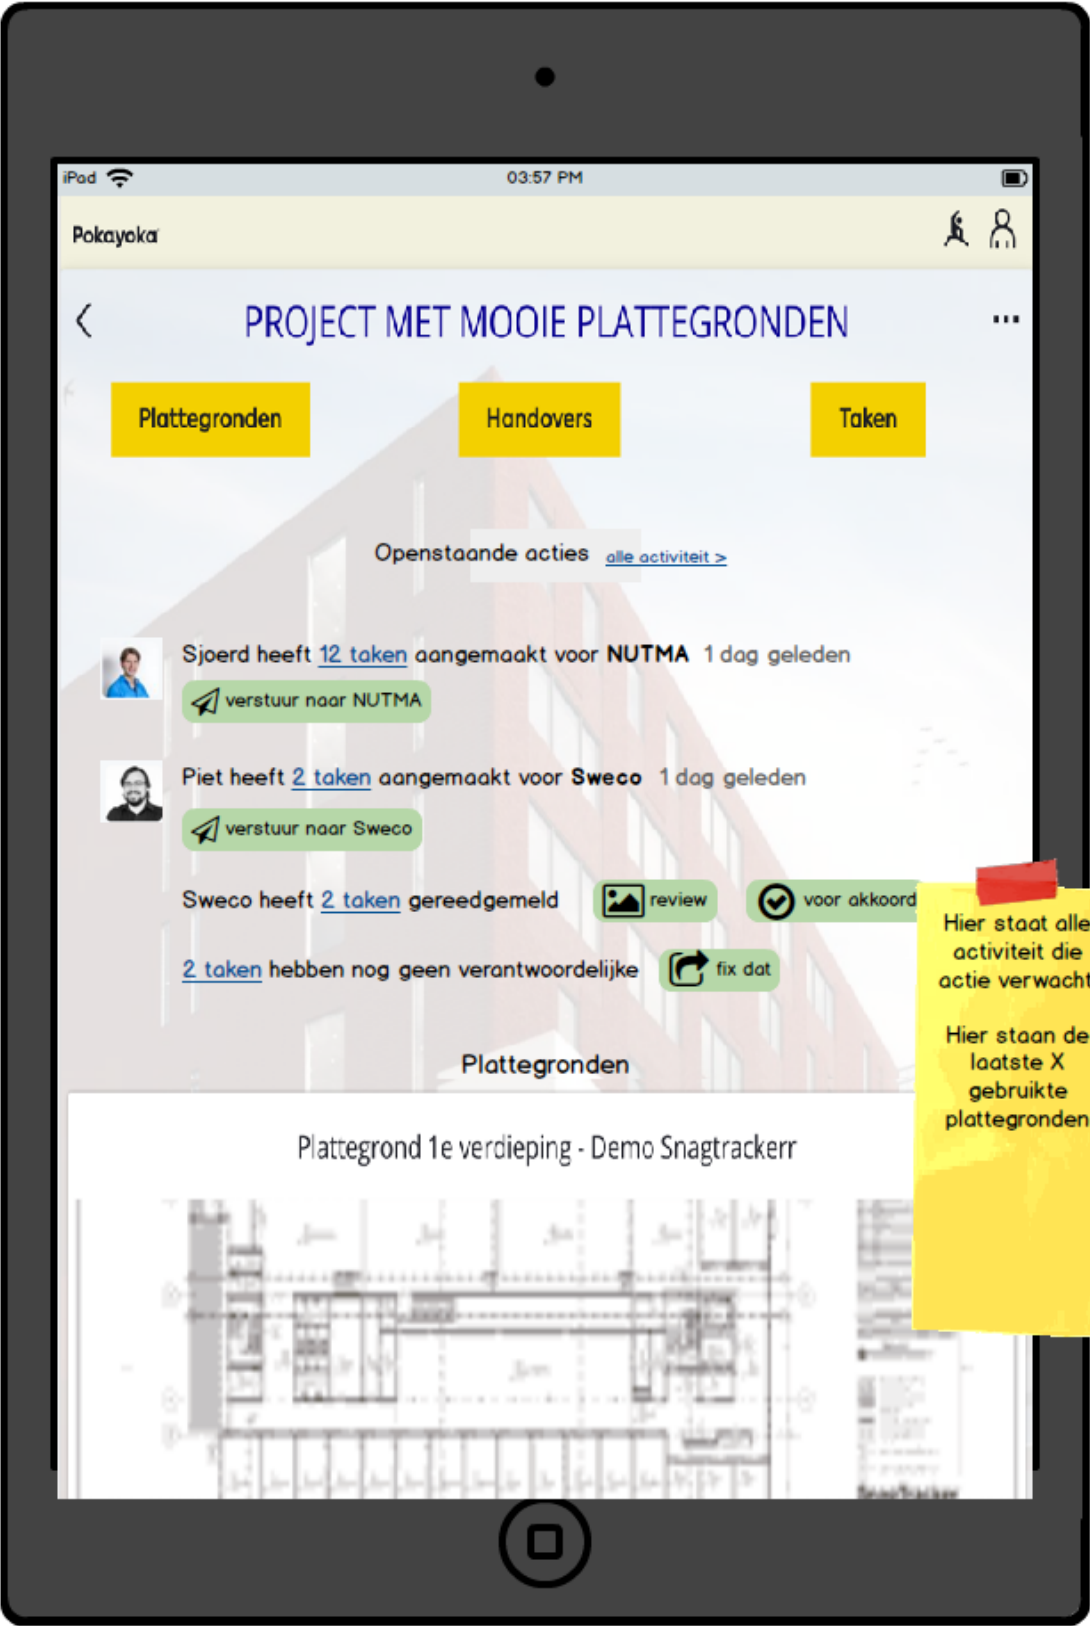 iPad
03:57 PM
Pokayoka
PROJECT MET MOOIE PLATTEGRONDEN
...
Plattegronden
Handovers
Taken
Openstaande acties alle activiteit >
Sjoerd heeft 12 taken aangemaakt voor NUTMA 1 dag geleden
verstuur naar NUTMA
Piet heeft 2 taken aangemaakt voor Sweco 1 dag geleden
verstuur naar Sweco
Sweco heeft 2 taken gereedgemeld review voor akkoord
2 taken hebben nog geen verantwoordelijke fix dat
Hier staat alle
activiteit die
actie verwacht
Hier staan de
laatste X
gebruikte
plattegronden
Plattegronden
Plattegrond 1e verdieping - Demo Snagtrackerr
SnagTracker